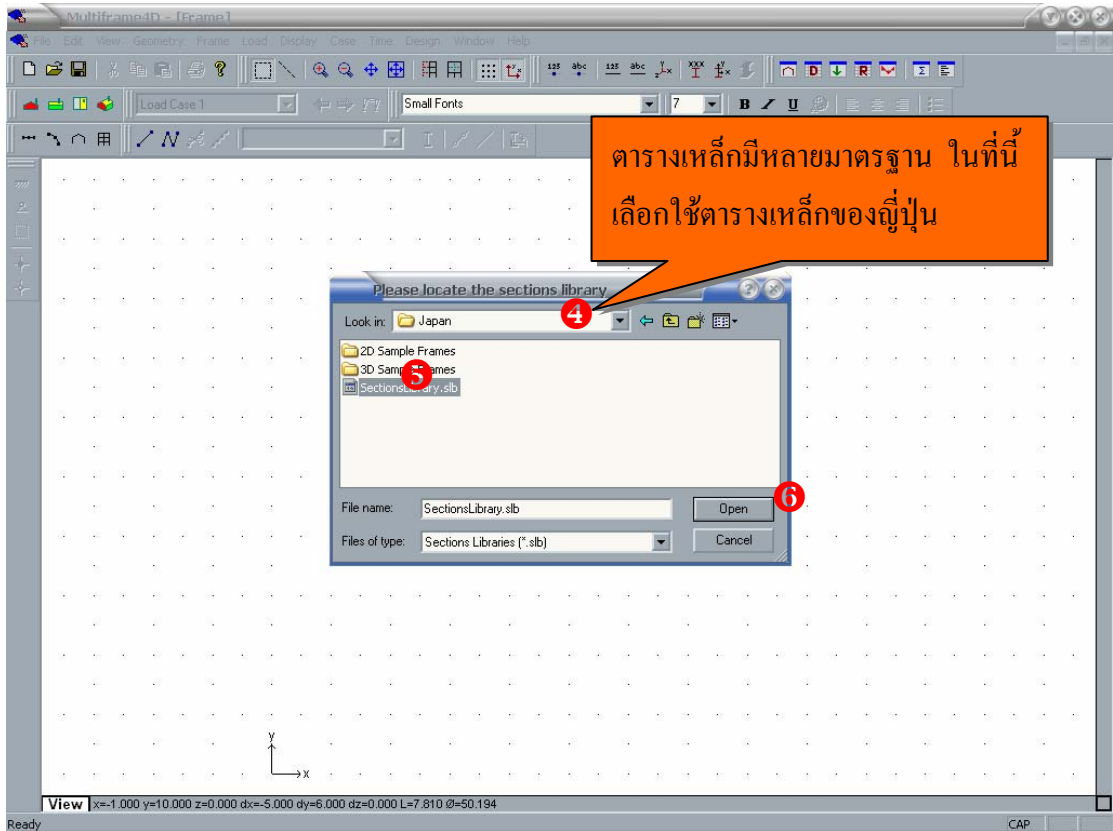 Multiframe4D - [Frame]
File Edit View Geometry Frame Load Display Case Time Design Window Help
123 abc 123 abc XXX
D R Σ
Load Case 1 Small Fonts 7 B I U
ตารางเหล็กมีหลายมาตรฐาน ในที่นี้
เลือกใช้ตารางเหล็กของญี่ปุ่น
Please locate the sections library
Look in: Japan 4
2D Sample Frames
3D Sample Frames
5
SectionsLibrary.slb
File name: SectionsLibrary.slb Open 6
Files of type: Sections Libraries (*.slb) Cancel
y
x
View x=-1.000 y=10.000 z=0.000 dx=-5.000 dy=6.000 dz=0.000 L=7.810 Ø=50.194
Ready CAP